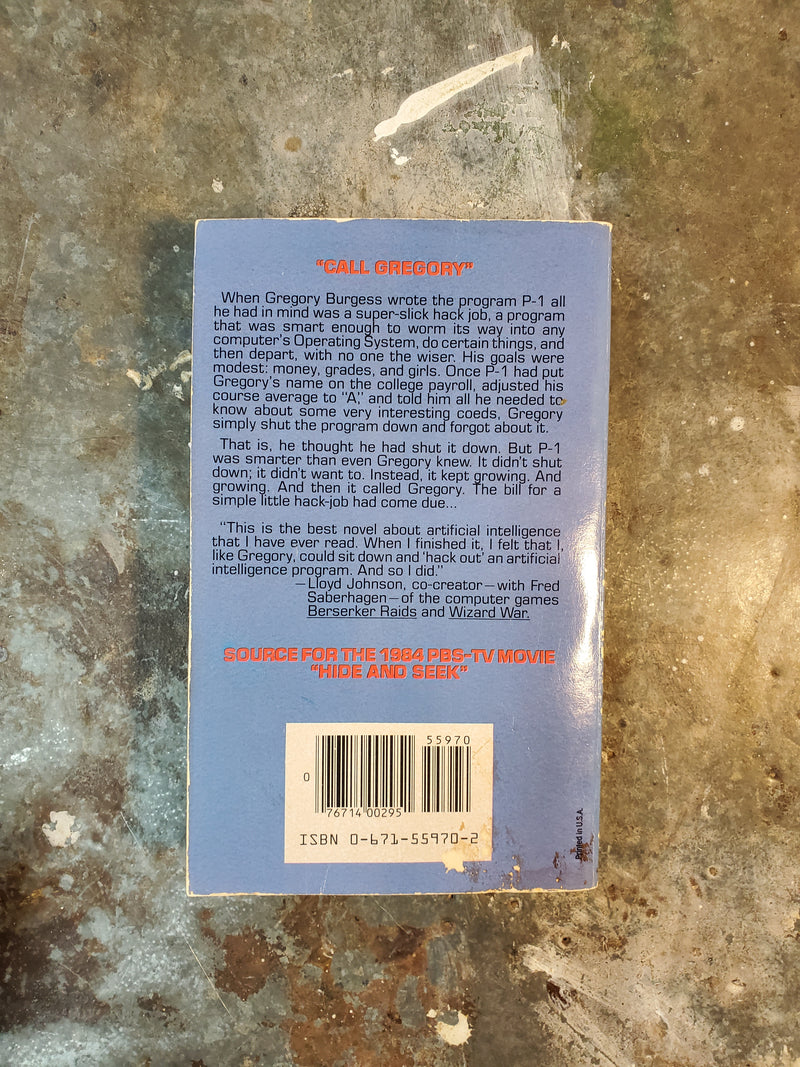 "CALL GREGORY"
When Gregory Burgess wrote the program P-1 all
he had in mind was a super-slick hack job, a program
that was smart enough to worm its way into any
computer's Operating System, do certain things, and
then depart, with no one the wiser. His goals were
modest: money, grades, and girls. Once P-1 had put
Gregory's name on the college payroll, adjusted his
course average to "A," and told him all he needed to
know about some very interesting coeds, Gregory
simply shut the program down and forgot about it.
That is, he thought he had shut it down. But P-1
was smarter than even Gregory knew. It didn't shut
down; it didn't want to. Instead, it kept growing. And
growing. And then it called Gregory. The bill for a
simple little hack-job had come due...
"This is the best novel about artificial intelligence
that I have ever read. When I finished it, I felt that I,
like Gregory, could sit down and 'hack out' an artificial
intelligence program. And so I did."
—Lloyd Johnson, co-creator—with Fred
Saberhagen—of the computer games
Berserker Raids and Wizard War.
SOURCE FOR THE 1984 PBS-TV MOVIE
"HIDE AND SEEK"
55970
0
76714 00295
ISBN 0-671-55970-2
Printed in U.S.A.